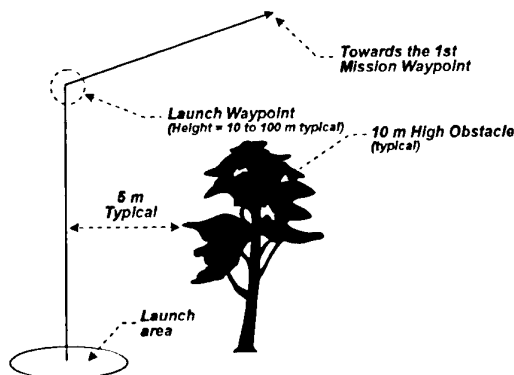 Towards the 1st
Mission Waypoint
Launch Waypoint
(Height = 10 to 100 m typical)
10 m High Obstacle
(typical)
5 m
Typical
Launch
area